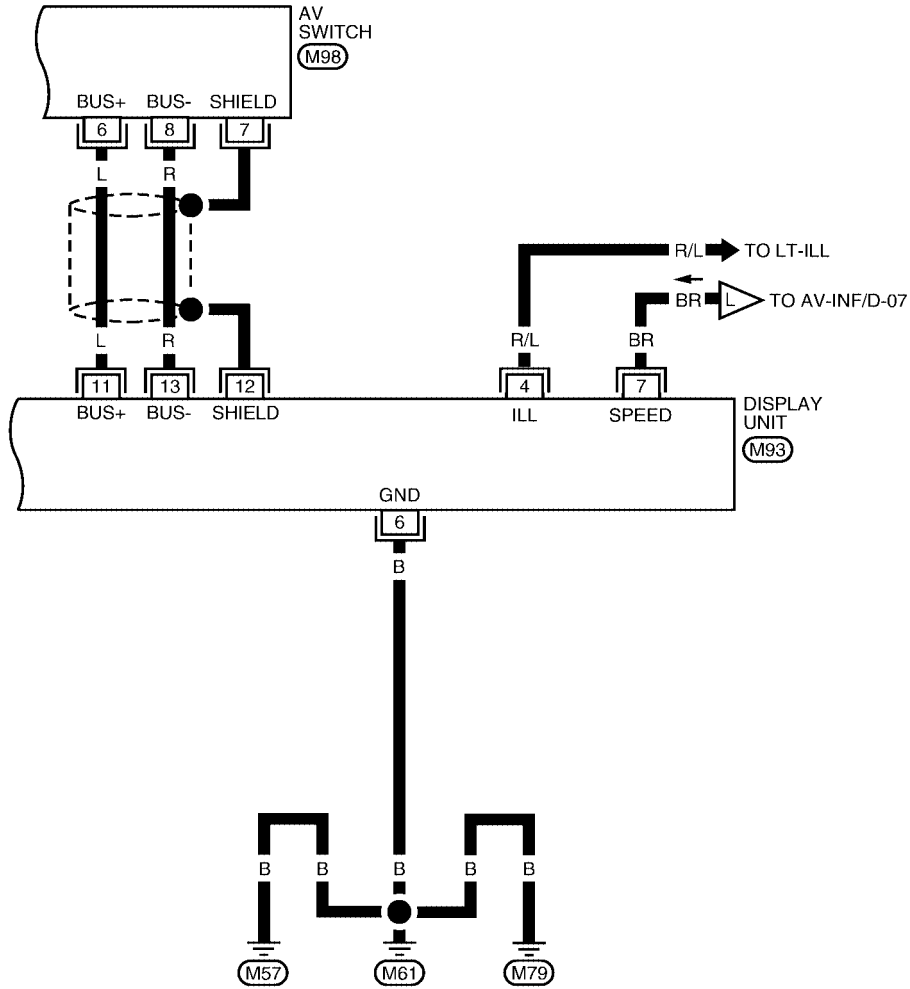 AV
SWITCH
M98
BUS+ BUS- SHIELD
6 8 7
L R
R/L TO LT-ILL
BR L TO AV-INF/D-07
L R R/L BR
11 13 12 4 7
BUS+ BUS- SHIELD ILL SPEED
DISPLAY
UNIT
M93
GND
6
B
B B B B B
M57 M61 M79